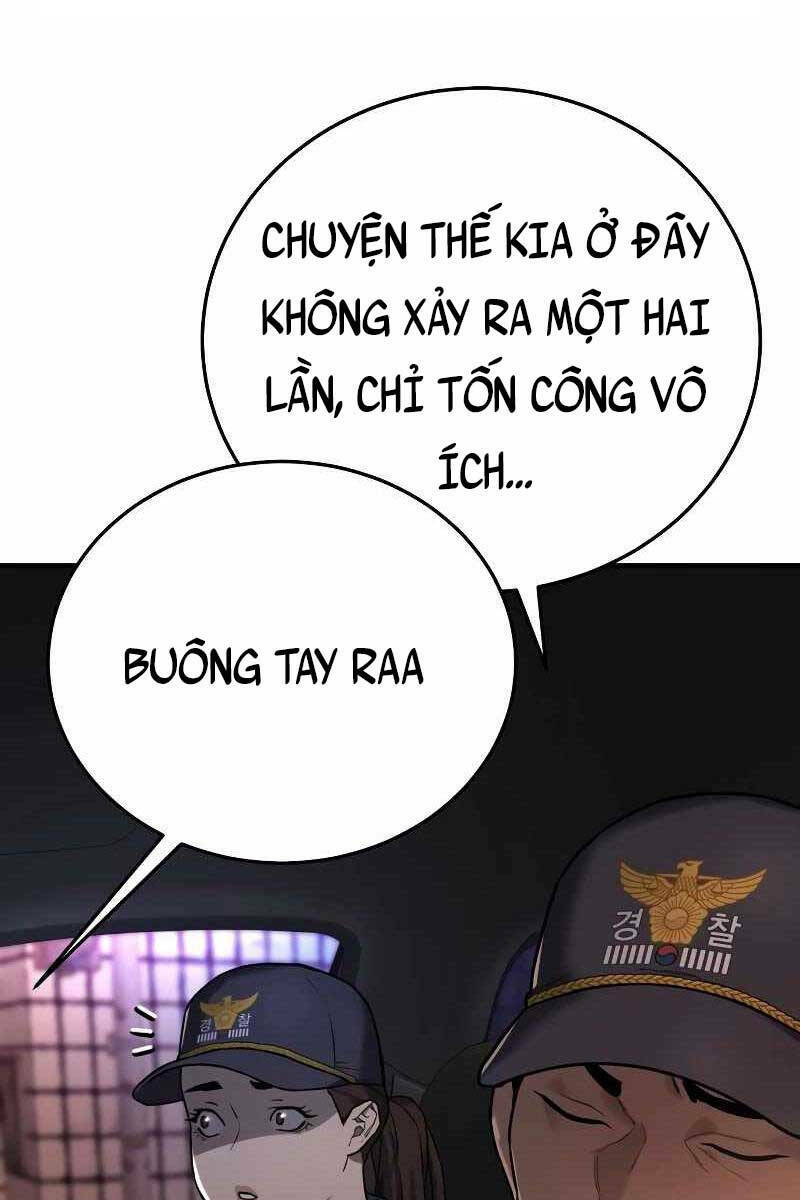 CHUYỆN THẾ KIA Ở ĐÂY
KHÔNG XẢY RA MỘT HAI
LẦN, CHỈ TỐN CÔNG VÔ
ÍCH...
BUÔNG TAY RAA
경찰
경찰